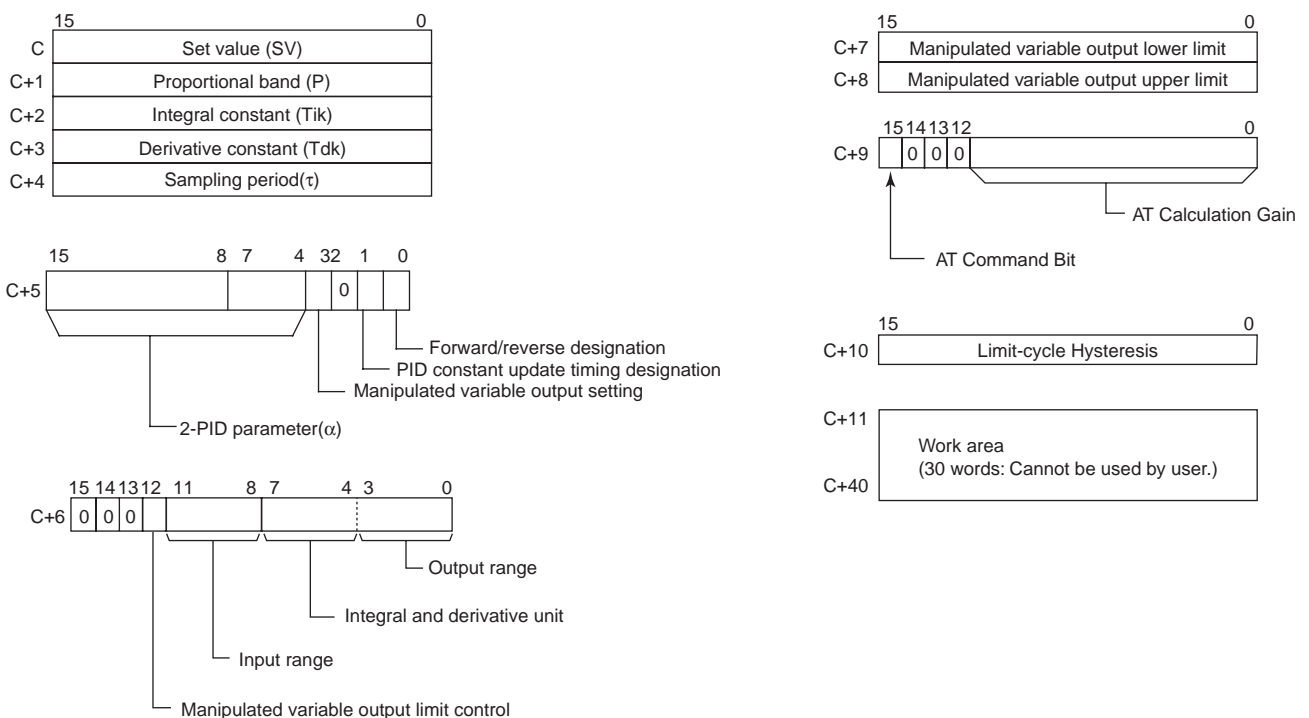 15 0
C Set value (SV)
C+1 Proportional band (P)
C+2 Integral constant (Tik)
C+3 Derivative constant (Tdk)
C+4 Sampling period(τ)
15 8 7 4 32 1 0
C+5 0
Forward/reverse designation
PID constant update timing designation
Manipulated variable output setting
2-PID parameter(α)
15 14 13 12 11 8 7 4 3 0
C+6 0 0 0
Output range
Integral and derivative unit
Input range
Manipulated variable output limit control
15 0
C+7 Manipulated variable output lower limit
C+8 Manipulated variable output upper limit
15 14 13 12 0
C+9 0 0 0
AT Calculation Gain
AT Command Bit
15 0
C+10 Limit-cycle Hysteresis
C+11
Work area
(30 words: Cannot be used by user.)
C+40